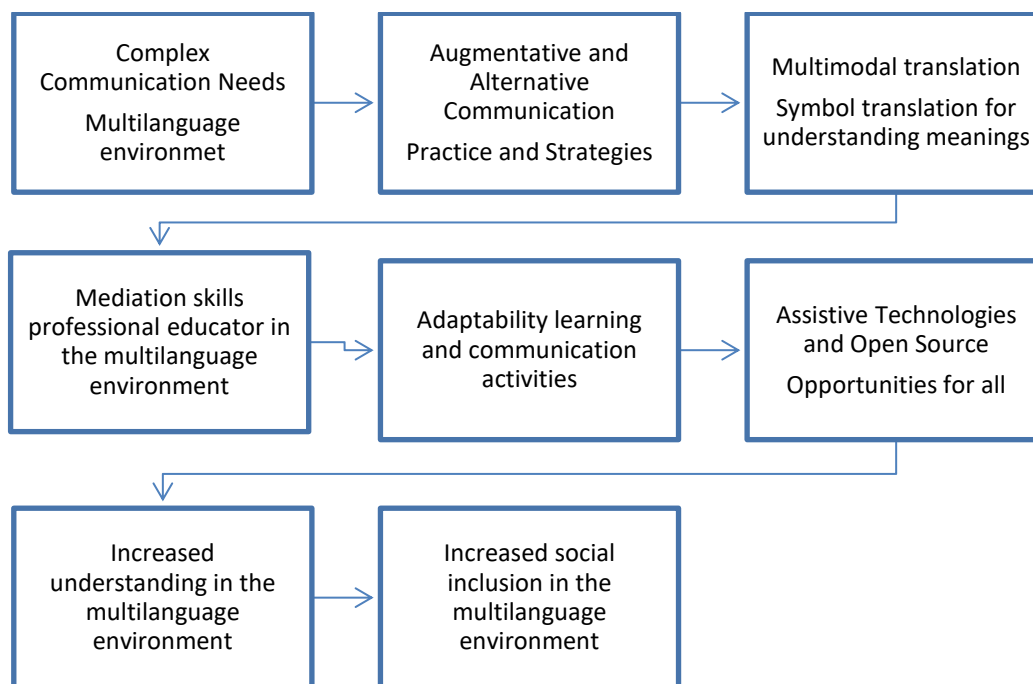 Complex
Communication Needs
Multilanguage
environmet
Augmentative and
Alternative
Communication
Practice and Strategies
Multimodal translation
Symbol translation for
understanding meanings
Mediation skills
professional educator in
the multilanguage
environment
Adaptability learning
and communication
activities
Assistive Technologies
and Open Source
Opportunities for all
Increased
understanding in the
multilanguage
environment
Increased social
inclusion in the
multilanguage
environment